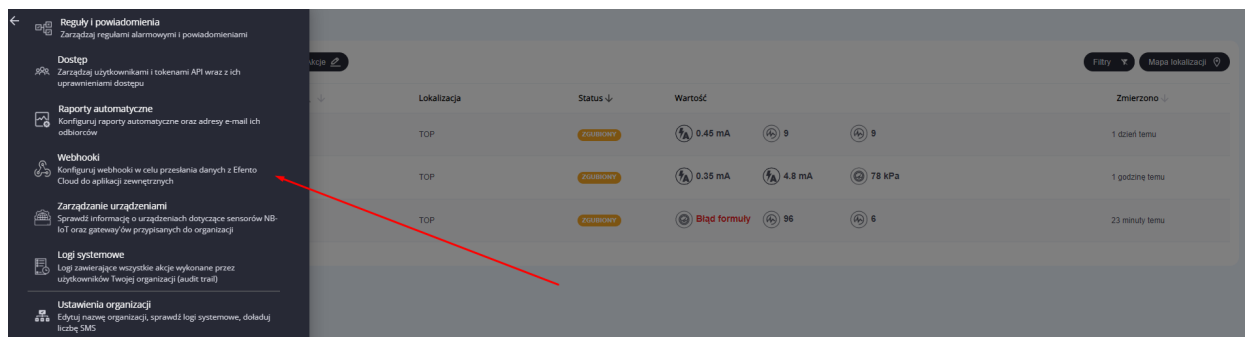 Reguły i powiadomienia
Zarządzaj regułami alarmowymi i powiadomieniami
Dostęp
Zarządzaj użytkownikami i tokenami API wraz z ich
uprawnieniami dostępu
Raporty automatyczne
Konfiguruj raporty automatyczne oraz adresy e-mail ich
odbiorców
Webhooki
Konfiguruj webhooki w celu przesłania danych z Efento
Cloud do aplikacji zewnętrznych
Zarządzanie urządzeniami
Sprawdź informację o urządzeniach dotyczące sensorów NB-
IoT oraz gateway'ów przypisanych do organizacji
Logi systemowe
Logi zawierające wszystkie akcje wykonane przez
użytkowników Twojej organizacji (audit trail)
Ustawienia organizacji
Edytuj nazwę organizacji, sprawdź logi systemowe, doładuj
liczbę SMS
Filtry Mapa lokalizacji
Lokalizacja Status Wartość Zmierzono
TOP ZGUBIONY 0.45 mA 9 9 1 dzień temu
TOP ZGUBIONY 0.35 mA 4.8 mA 78 kPa 1 godzinę temu
TOP ZGUBIONY Błąd formuły 96 6 23 minuty temu